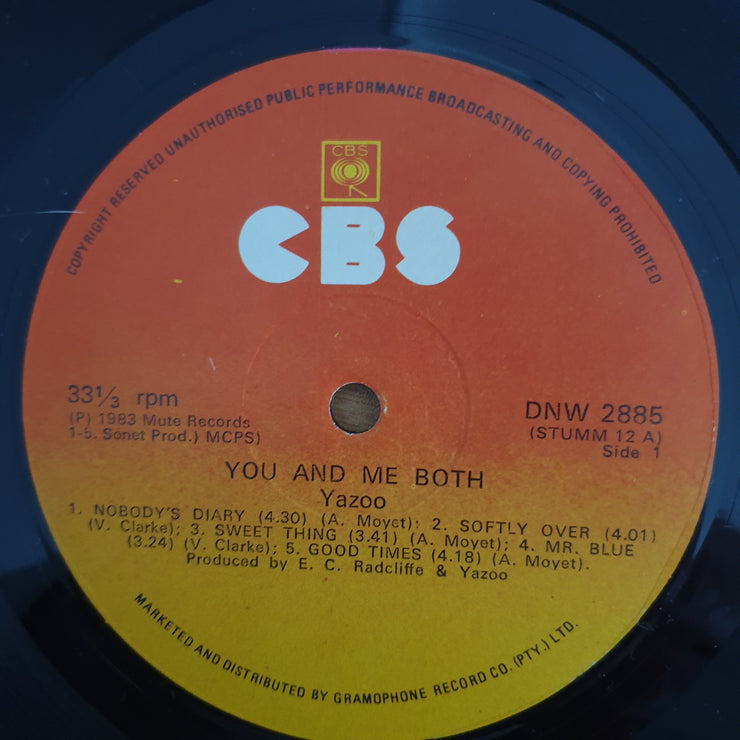 COPYRIGHT RESERVED UNAUTHORISED PUBLIC PERFORMANCE BROADCASTING AND COPYING PROHIBITED
CBS
CBS
33⅓ rpm
(P) 1983 Mute Records
1-5. Sonet Prod.) MCPS)
DNW 2885
(STUMM 12 A)
Side 1
YOU AND ME BOTH
Yazoo
1. NOBODY'S DIARY (4.30) (A. Moyet): 2. SOFTLY OVER (4.01)
(V. Clarke); 3. SWEET THING (3.41) (A. Moyet); 4. MR. BLUE
(3.24) (V. Clarke); 5. GOOD TIMES (4.18) (A. Moyet).
Produced by E. C. Radcliffe & Yazoo
MARKETED AND DISTRIBUTED BY GRAMOPHONE RECORD CO. (PTY.) LTD.